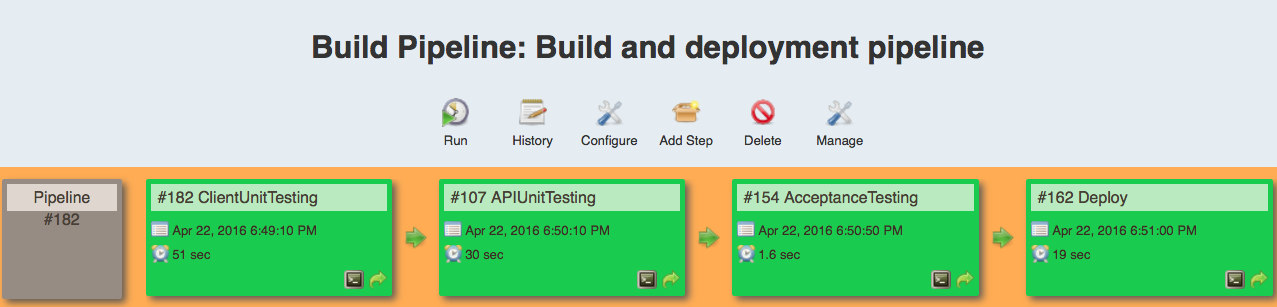 Build Pipeline: Build and deployment pipeline
Run History Configure Add Step Delete Manage
Pipeline
#182
#182 ClientUnitTesting
Apr 22, 2016 6:49:10 PM
51 sec
#107 APIUnitTesting
Apr 22, 2016 6:50:10 PM
30 sec
#154 AcceptanceTesting
Apr 22, 2016 6:50:50 PM
1.6 sec
#162 Deploy
Apr 22, 2016 6:51:00 PM
19 sec